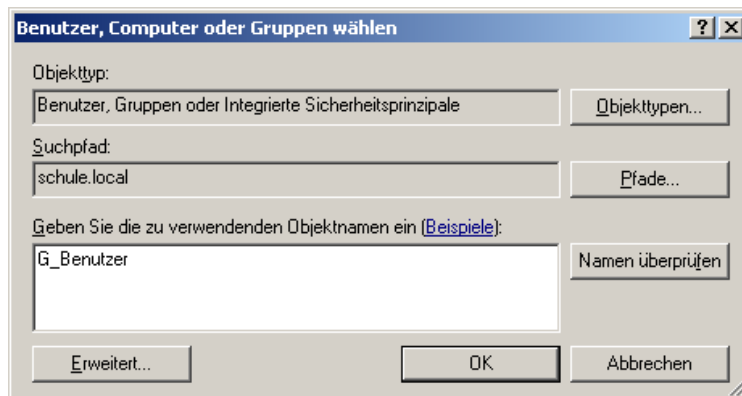 Benutzer, Computer oder Gruppen wählen
Objekttyp:
Benutzer, Gruppen oder Integrierte Sicherheitsprinzipale
Objekttypen...
Suchpfad:
schule.local
Pfade...
Geben Sie die zu verwendenden Objektnamen ein (Beispiele):
G_Benutzer
Namen überprüfen
Erweitert...
OK
Abbrechen